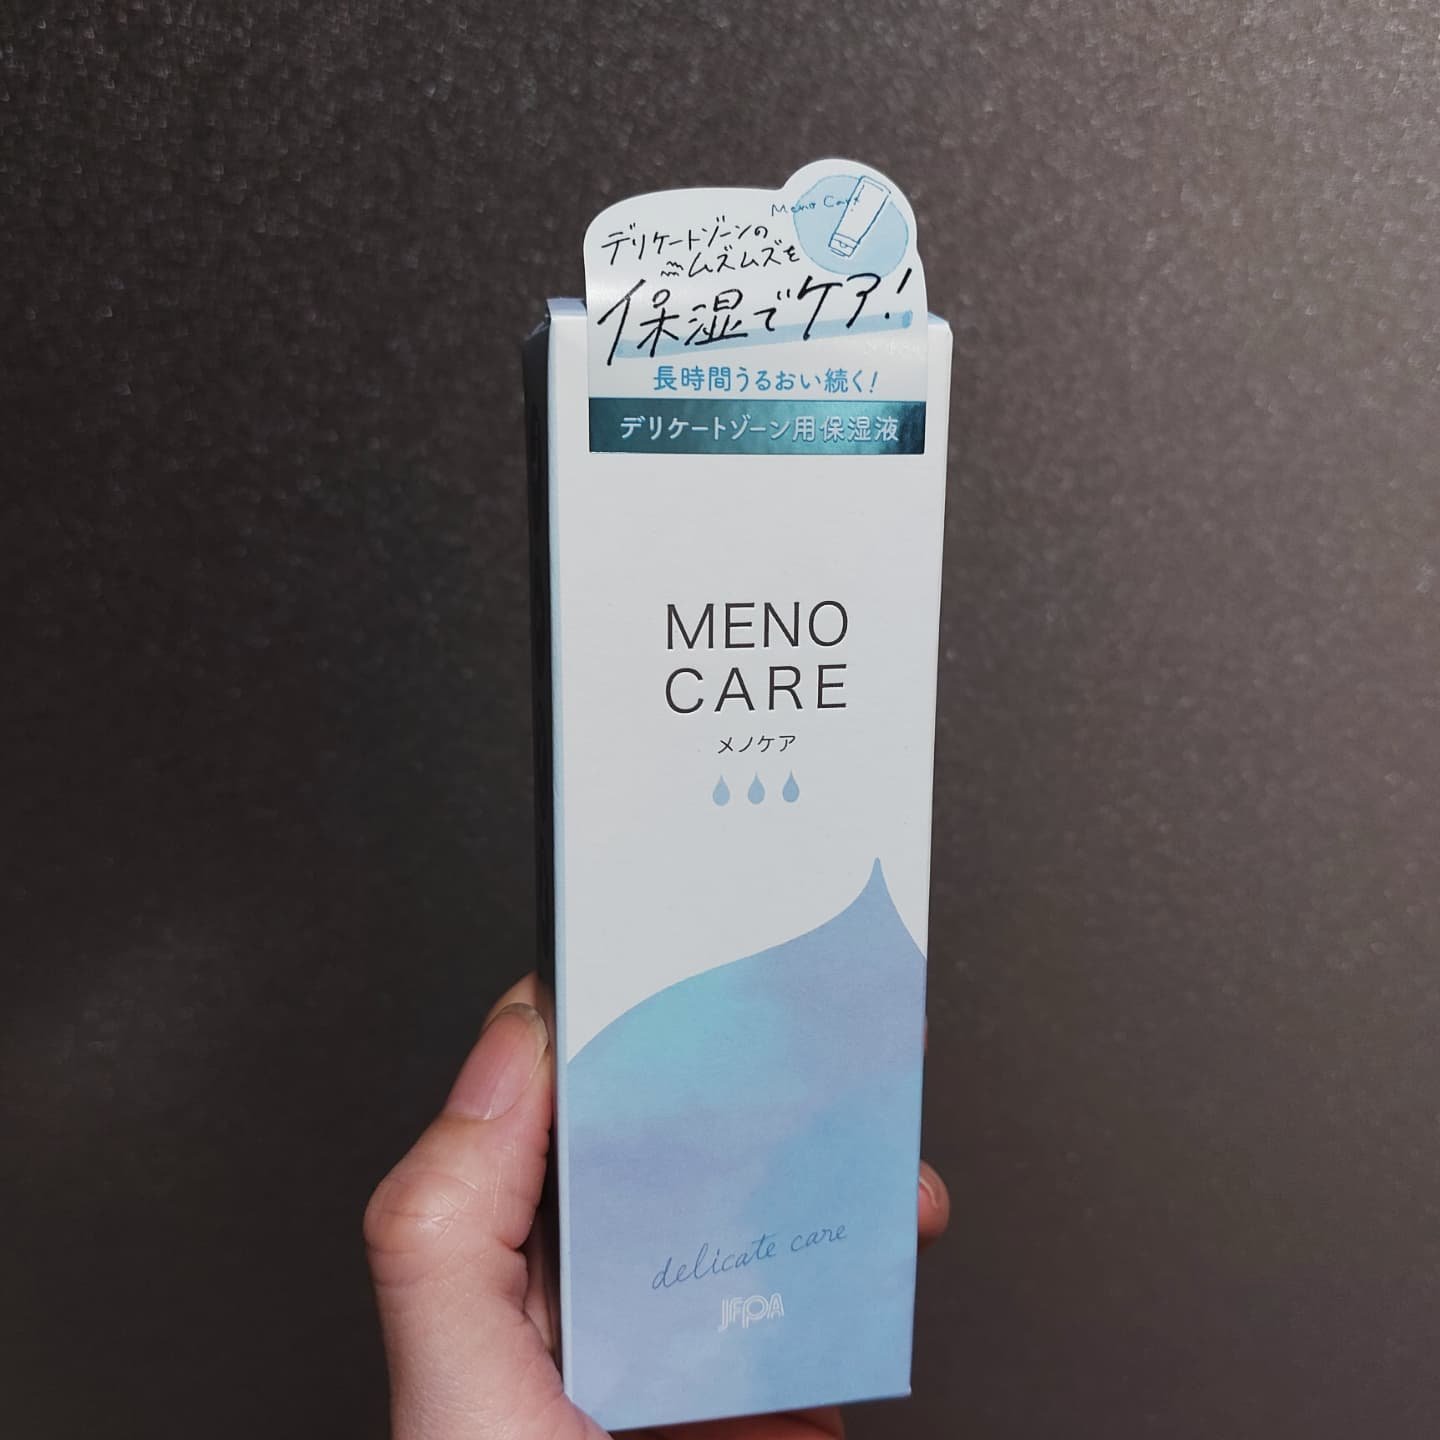 Meno Care
デリケートゾーンの
ムズムズを
保湿でケア!
長時間うるおい続く!
デリケートゾーン用保湿液
MENO
CARE
メノケア
delicate care
JFPA